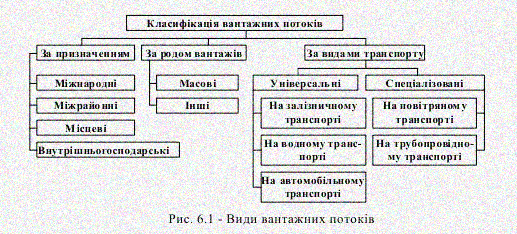 Класифікація вантажних потоків
За призначенням
Міжнародні
Міжрайонні
Місцеві
Внутрішньогосподарські
За родом вантажів
Масові
Інші
За видами транспорту
Універсальні
На залізничному
транспорті
На водному транс-
порті
На автомобільному
транспорті
Спеціалізовані
На повітряному
транспорті
На трубопровідно-
му транспорті
Рис. 6.1 - Види вантажних потоків